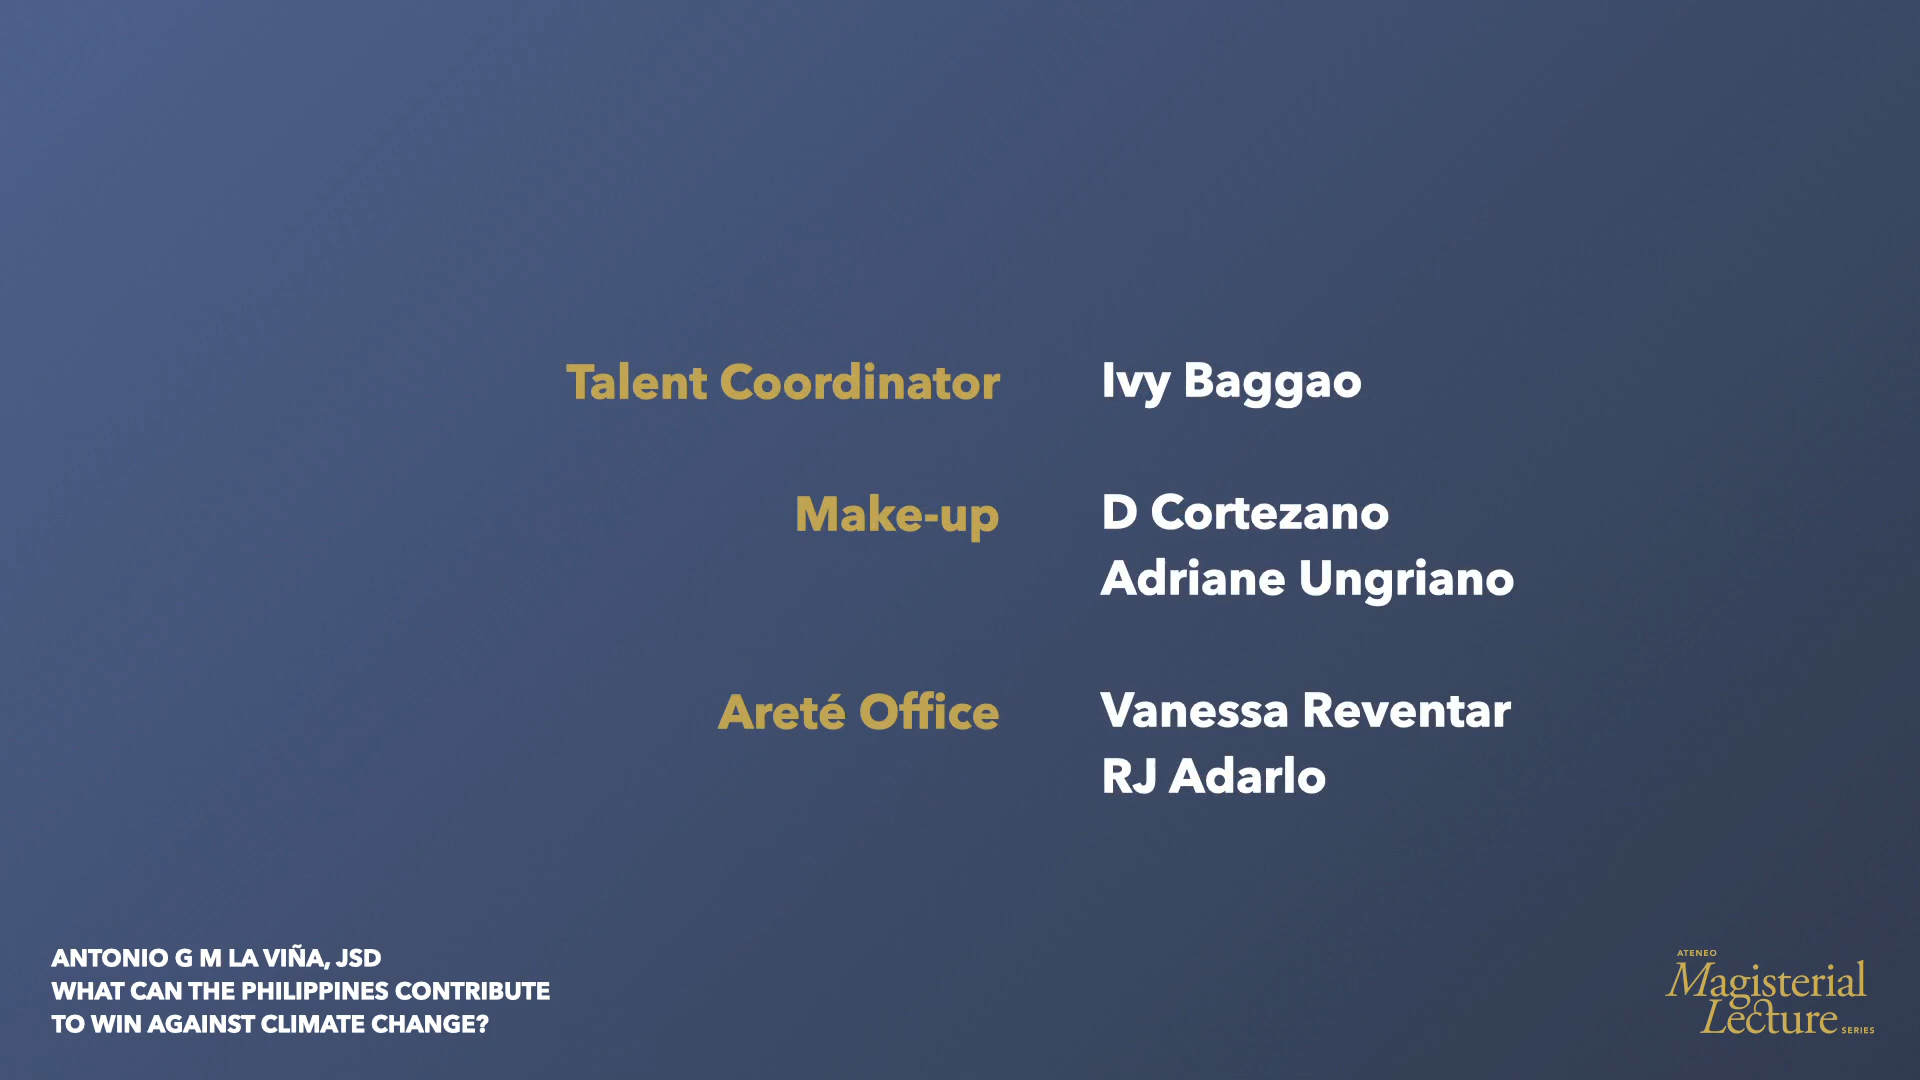 Talent Coordinator Ivy Baggao
Make-up D Cortezano
Adriane Ungriano
Areté Office Vanessa Reventar
RJ Adarlo
ANTONIO G M LA VIÑA, JSD
WHAT CAN THE PHILIPPINES CONTRIBUTE
TO WIN AGAINST CLIMATE CHANGE?
ATENEO
Magisterial
Lecture SERIES